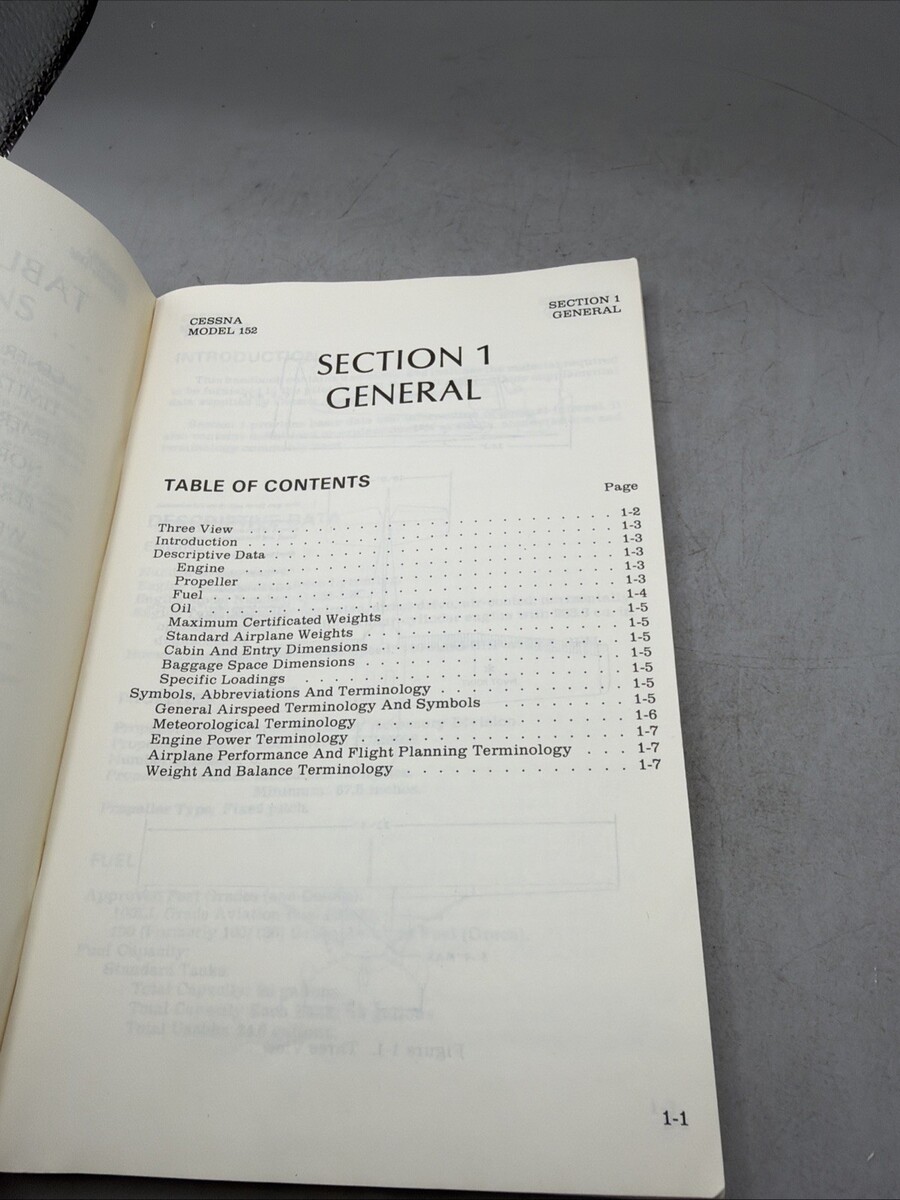 CESSNA
MODEL 152
SECTION 1
GENERAL
SECTION 1
GENERAL
TABLE OF CONTENTS
Page
Three View . . . . . . . . . . 1-2
Introduction . . . . . . . . . . 1-3
Descriptive Data . . . . . . . . . . 1-3
Engine . . . . . . . . . . 1-3
Propeller . . . . . . . . . . 1-3
Fuel . . . . . . . . . . 1-3
Oil . . . . . . . . . . 1-4
Maximum Certificated Weights . . . . . . . . . . 1-5
Standard Airplane Weights . . . . . . . . . . 1-5
Cabin And Entry Dimensions . . . . . . . . . . 1-5
Baggage Space Dimensions . . . . . . . . . . 1-5
Specific Loadings . . . . . . . . . . 1-5
Symbols, Abbreviations And Terminology . . . . . . . . . . 1-5
General Airspeed Terminology And Symbols . . . . . . . . . . 1-5
Meteorological Terminology . . . . . . . . . . 1-6
Engine Power Terminology . . . . . . . . . . 1-7
Airplane Performance And Flight Planning Terminology . . . 1-7
Weight And Balance Terminology . . . . . . . . . . 1-7
1-1